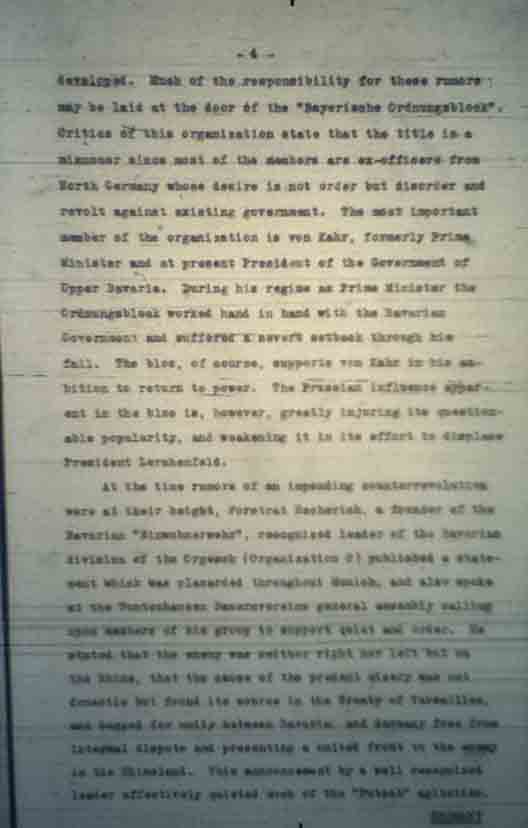 - 4 -
developed. Much of the responsibility for these rumors
may be laid at the door of the "Bayerische Ordnungsblock".
Critics of this organization state that the title is a
misnomer since most of the members are ex-officers from
North Germany whose desire is not order but disorder and
revolt against existing government. The most important
member of the organization is von Kahr, formerly Prime
Minister and at present President of the Government of
Upper Bavaria. During his regime as Prime Minister the
Ordnungsblock worked hand in hand with the Bavarian
Government and suffered a severe setback through his
fall. The bloc, of course, supports von Kahr in his am-
bition to return to power. The Prussian influence appar-
ent in the bloc is, however, greatly injuring its question-
able popularity, and weakening it in its effort to displace
President Lerchenfeld.
At the time rumors of an impending counterrevolution
were at their height, Forstrat Escherich, a founder of the
Bavarian "Einwohnerwehr", recognized leader of the Bavarian
division of the Orgesch (Organization C) published a state-
ment which was placarded throughout Munich, and also spoke
at the Tuntenhausen Bauernvereins general assembly calling
upon members of his group to support quiet and order. He
stated that the enemy was neither right nor left but on
the Rhine, that the cause of the present misery was not
domestic but found its source in the Treaty of Versailles,
and begged for unity between Bavaria and Germany free from
internal dispute and presenting a united front to the enemy
in the Rhineland. This announcement by a well recognized
leader effectively quieted much of the "Putsch" agitation.